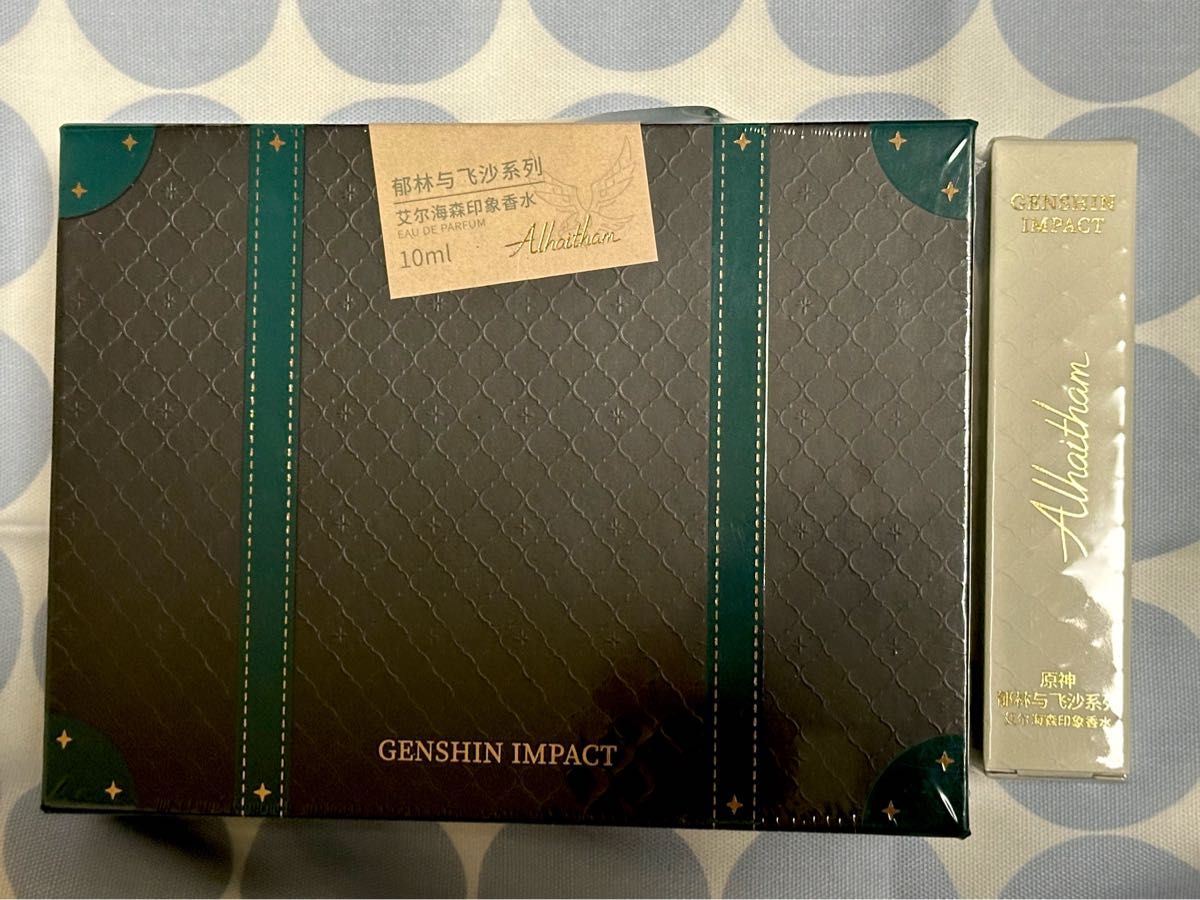 郁林与飞沙系列
艾尔海森印象香水
EAU DE PARFUM
10ml
Alhaitham
GENSHIN IMPACT
GENSHIN
IMPACT
Alhaitham
原神
郁林与飞沙系列
艾尔海森印象香水